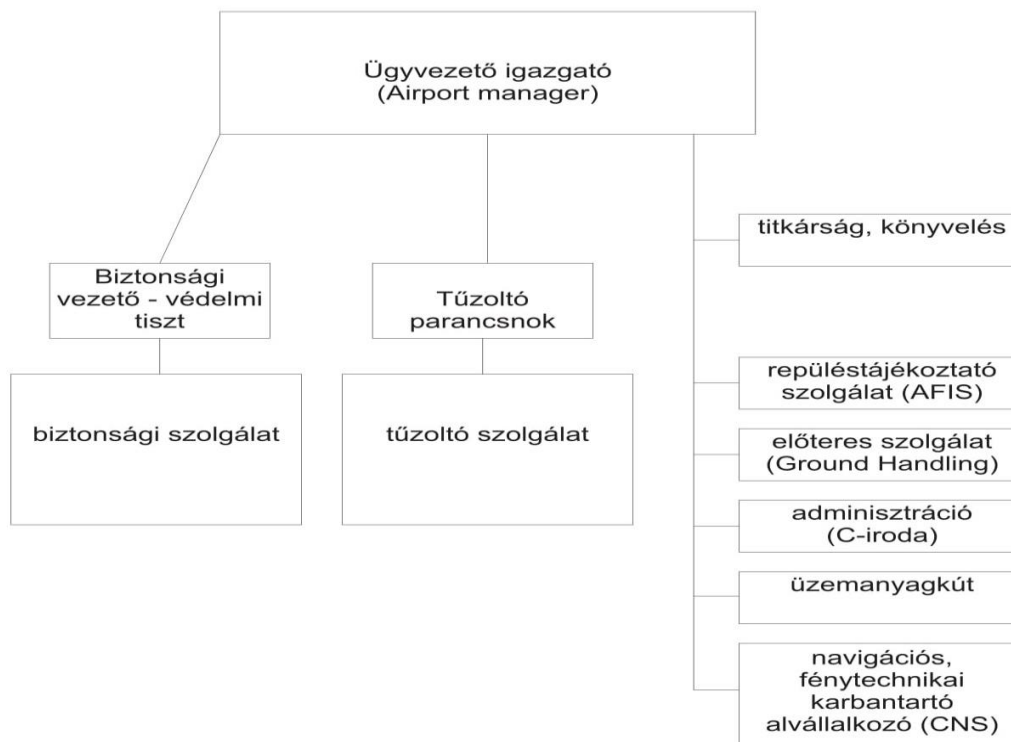 Ügyvezető igazgató
(Airport manager)
titkárság, könyvelés
Biztonsági
vezető - védelmi
tiszt
Tűzoltó
parancsnok
biztonsági szolgálat
tűzoltó szolgálat
repüléstájékoztató
szolgálat (AFIS)
előteres szolgálat
(Ground Handling)
adminisztráció
(C-iroda)
üzemanyagkút
navigációs,
fénytechnikai
karbantartó
alvállalkozó (CNS)